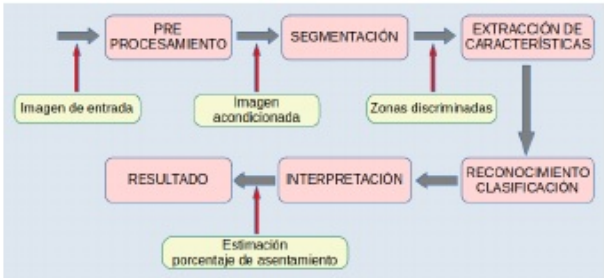 PRE
PROCESAMIENTO
SEGMENTACIÓN
EXTRACCIÓN DE
CARACTERÍSTICAS
Imagen de entrada
Imagen
acondicionada
Zonas discriminadas
RESULTADO
INTERPRETACIÓN
RECONOCIMIENTO
CLASIFICACIÓN
Estimación
porcentaje de asentamiento